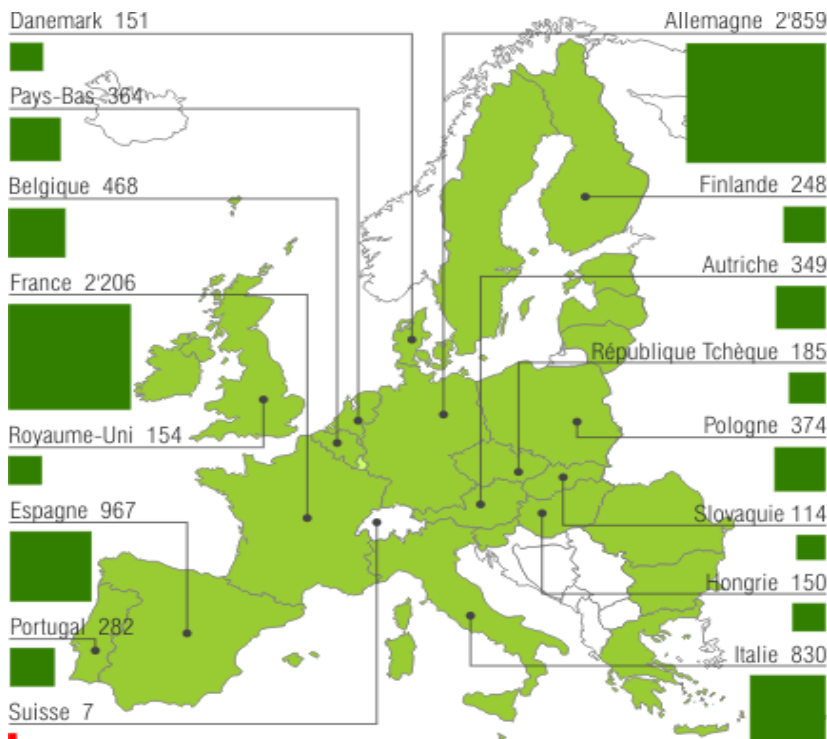 Danemark 151
Pays-Bas 364
Belgique 468
France 2'206
Royaume-Uni 154
Espagne 967
Portugal 282
Suisse 7
Allemagne 2'859
Finlande 248
Autriche 349
République Tchèque 185
Pologne 374
Slovaquie 114
Hongrie 150
Italie 830